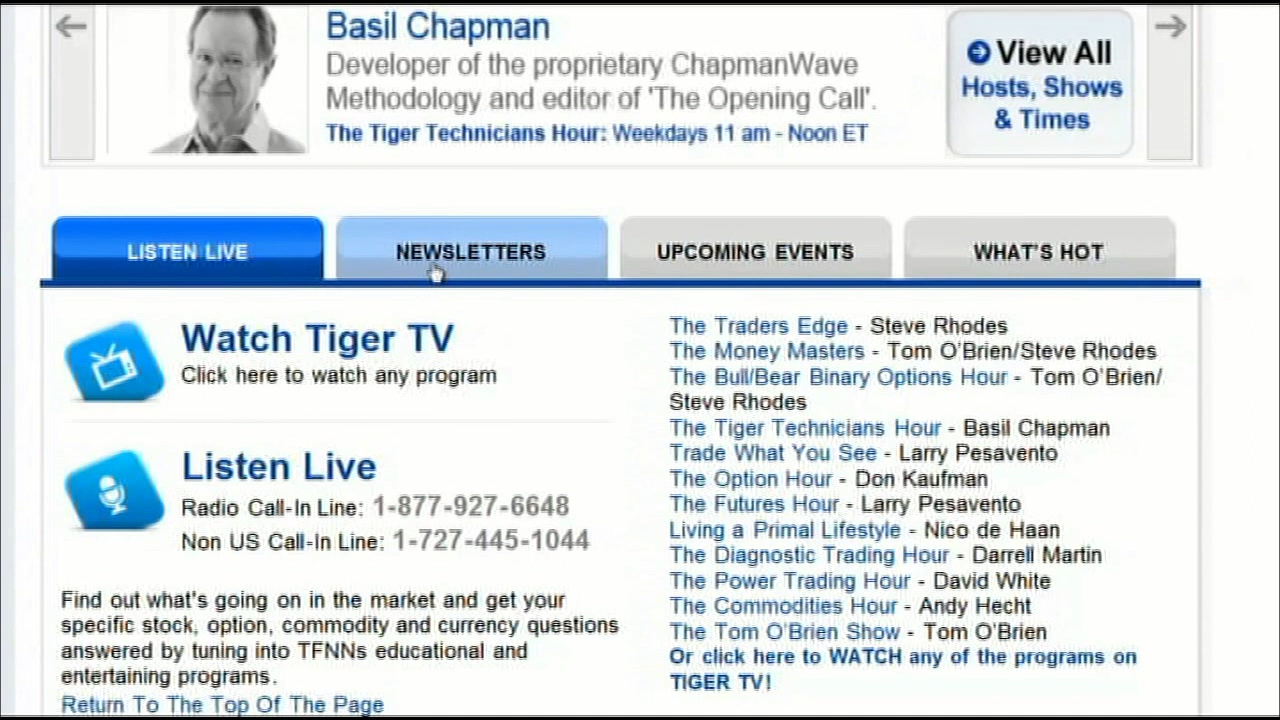 Basil Chapman
Developer of the proprietary ChapmanWave
Methodology and editor of 'The Opening Call'.
The Tiger Technicians Hour: Weekdays 11 am - Noon ET
View All
Hosts, Shows
& Times
LISTEN LIVE
NEWSLETTERS
UPCOMING EVENTS
WHAT'S HOT
Watch Tiger TV
Click here to watch any program
Listen Live
Radio Call-In Line: 1-877-927-6648
Non US Call-In Line: 1-727-445-1044
Find out what's going on in the market and get your
specific stock, option, commodity and currency questions
answered by tuning into TFNNs educational and
entertaining programs.
Return To The Top Of The Page
The Traders Edge - Steve Rhodes
The Money Masters - Tom O'Brien/Steve Rhodes
The Bull/Bear Binary Options Hour - Tom O'Brien/
Steve Rhodes
The Tiger Technicians Hour - Basil Chapman
Trade What You See - Larry Pesavento
The Option Hour - Don Kaufman
The Futures Hour - Larry Pesavento
Living a Primal Lifestyle - Nico de Haan
The Diagnostic Trading Hour - Darrell Martin
The Power Trading Hour - David White
The Commodities Hour - Andy Hecht
The Tom O'Brien Show - Tom O'Brien
Or click here to WATCH any of the programs on
TIGER TV!